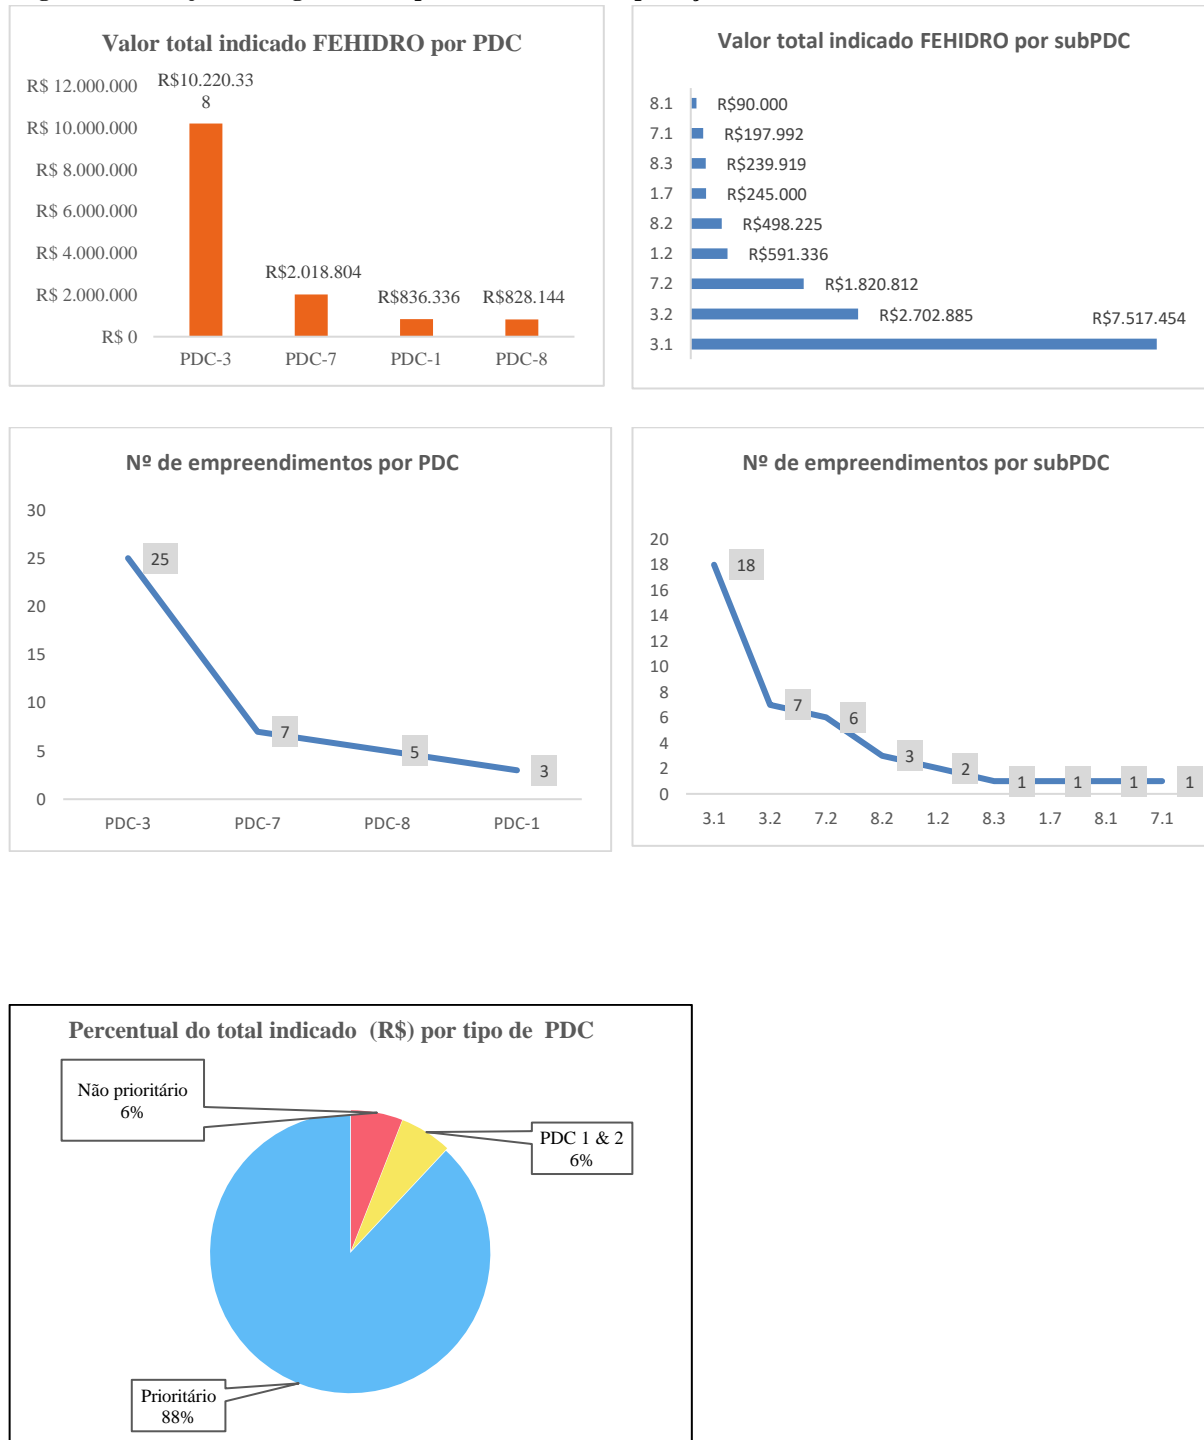 Valor total indicado FEHIDRO por PDC
R$ 12.000.000
R$ 10.000.000
R$ 8.000.000
R$ 6.000.000
R$ 4.000.000
R$ 2.000.000
R$ 0
R$10.220.33
8
R$2.018.804
R$836.336
R$828.144
PDC-3
PDC-7
PDC-1
PDC-8
Valor total indicado FEHIDRO por subPDC
8.1 R$90.000
7.1 R$197.992
8.3 R$239.919
1.7 R$245.000
8.2 R$498.225
1.2 R$591.336
7.2 R$1.820.812
3.2 R$2.702.885
3.1 R$7.517.454
Nº de empreendimentos por PDC
30
25
20
15
10
5
0
25
7
5
3
PDC-3
PDC-7
PDC-8
PDC-1
Nº de empreendimentos por subPDC
20
18
16
14
12
10
8
6
4
2
0
18
7
6
3
2
1
1
1
1
3.1
3.2
7.2
8.2
1.2
8.3
1.7
8.1
7.1
Percentual do total indicado (R$) por tipo de PDC
Não prioritário
6%
PDC 1 & 2
6%
Prioritário
88%